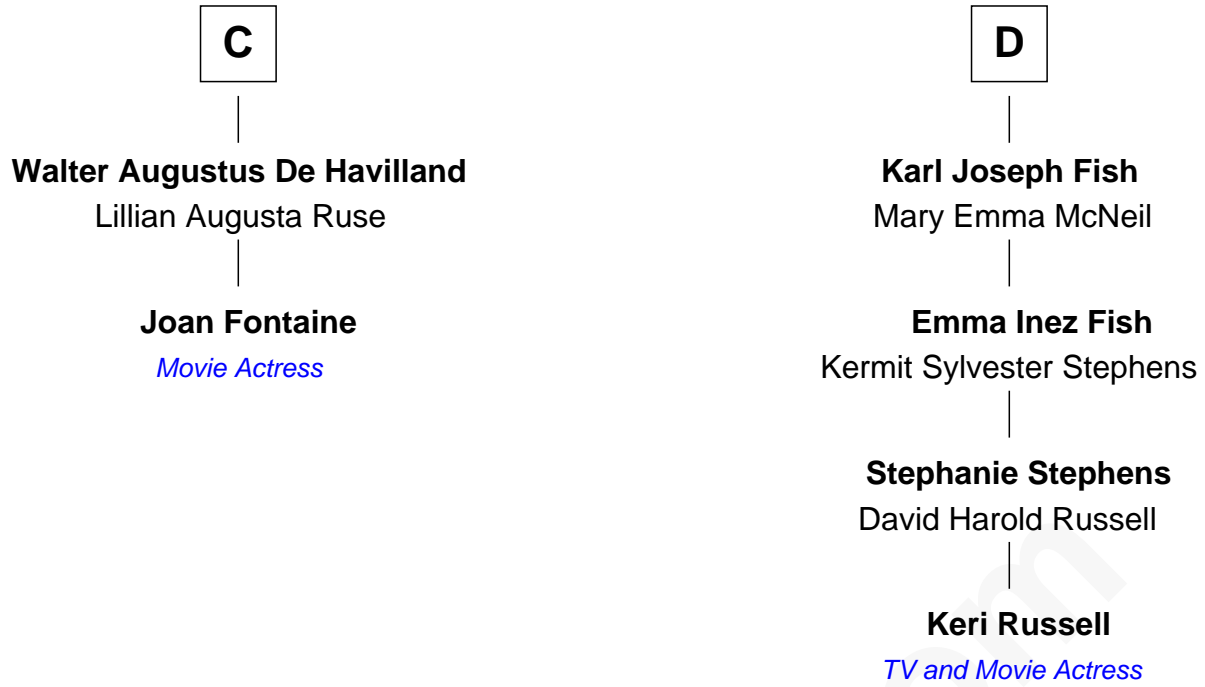 C
Walter Augustus De Havilland
Lillian Augusta Ruse
Joan Fontaine
Movie Actress
D
Karl Joseph Fish
Mary Emma McNeil
Emma Inez Fish
Kermit Sylvester Stephens
Stephanie Stephens
David Harold Russell
Keri Russell
TV and Movie Actress